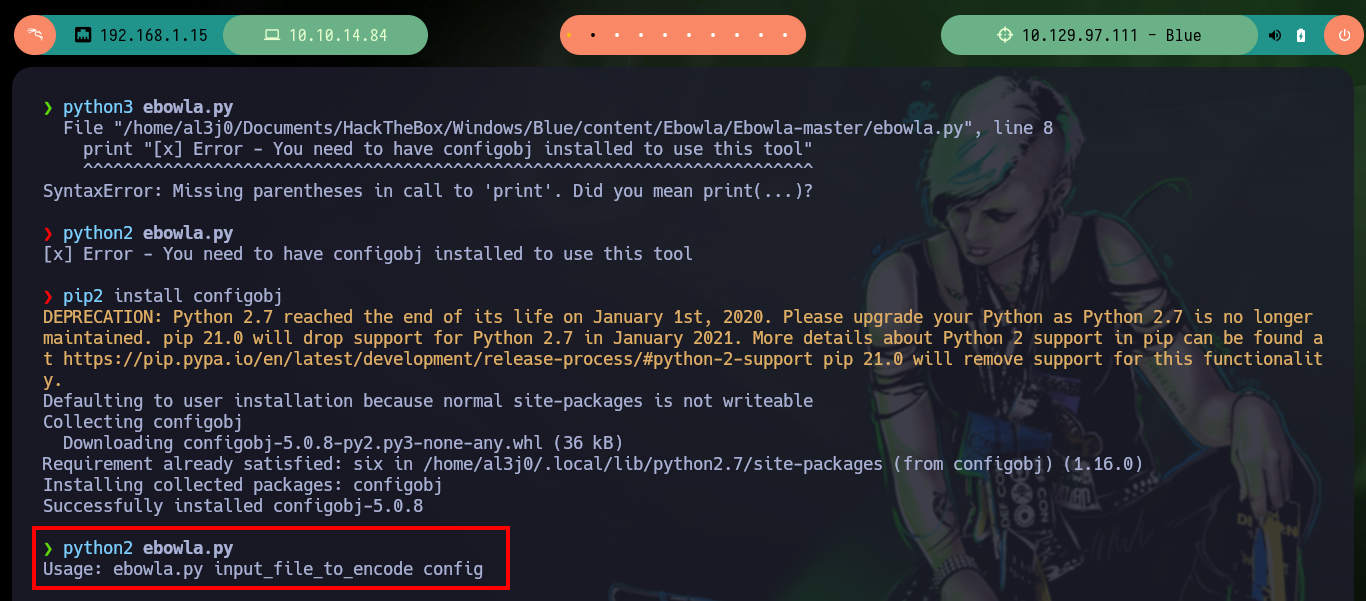 192.168.1.15 10.10.14.84 10.129.97.111 - Blue
❯ python3 ebowla.py
File "/home/al3j0/Documents/HackTheBox/Windows/Blue/content/Ebowla/Ebowla-master/ebowla.py", line 8
print "[x] Error - You need to have configobj installed to use this tool"
^^^^^^^^^^^^^^^^^^^^^^^^^^^^^^^^^^^^^^^^^^^^^^^^^^^^^^^^^^^^^^^^^^^^^^^^^
SyntaxError: Missing parentheses in call to 'print'. Did you mean print(...)?
❯ python2 ebowla.py
[x] Error - You need to have configobj installed to use this tool
❯ pip2 install configobj
DEPRECATION: Python 2.7 reached the end of its life on January 1st, 2020. Please upgrade your Python as Python 2.7 is no longer
maintained. pip 21.0 will drop support for Python 2.7 in January 2021. More details about Python 2 support in pip can be found a
t https://pip.pypa.io/en/latest/development/release-process/#python-2-support pip 21.0 will remove support for this functionalit
y.
Defaulting to user installation because normal site-packages is not writeable
Collecting configobj
Downloading configobj-5.0.8-py2.py3-none-any.whl (36 kB)
Requirement already satisfied: six in /home/al3j0/.local/lib/python2.7/site-packages (from configobj) (1.16.0)
Installing collected packages: configobj
Successfully installed configobj-5.0.8
❯ python2 ebowla.py
Usage: ebowla.py input_file_to_encode config